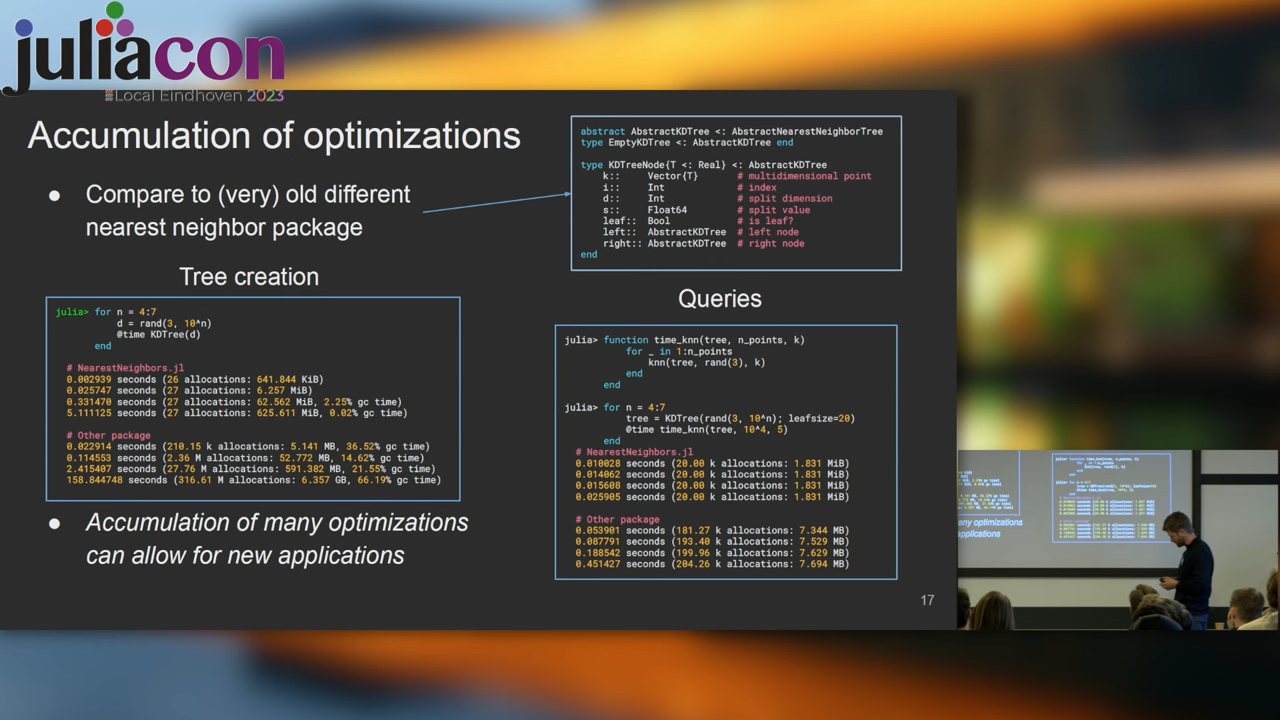 juliacon
Local Eindhoven 2023
Accumulation of optimizations
● Compare to (very) old different
nearest neighbor package
abstract AbstractKDTree <: AbstractNearestNeighborTree
type EmptyKDTree <: AbstractKDTree end
type KDTreeNode{T <: Real} <: AbstractKDTree
k:: Vector{T} # multidimensional point
i:: Int # index
d:: Int # split dimension
s:: Float64 # split value
leaf:: Bool # is leaf?
left:: AbstractKDTree # left node
right:: AbstractKDTree # right node
end
Tree creation
julia> for n = 4:7
d = rand(3, 10^n)
@time KDTree(d)
end
# NearestNeighbors.jl
0.002939 seconds (26 allocations: 641.844 KiB)
0.025747 seconds (27 allocations: 6.257 MiB)
0.331470 seconds (27 allocations: 62.562 MiB, 2.25% gc time)
5.111125 seconds (27 allocations: 625.611 MiB, 0.02% gc time)
# Other package
0.022914 seconds (210.15 k allocations: 5.141 MB, 36.52% gc time)
0.114553 seconds (2.36 M allocations: 52.772 MB, 14.62% gc time)
2.415407 seconds (27.76 M allocations: 591.382 MB, 21.55% gc time)
158.844748 seconds (316.61 M allocations: 6.357 GB, 66.19% gc time)
Queries
julia> function time_knn(tree, n_points, k)
for _ in 1:n_points
knn(tree, rand(3), k)
end
end
julia> for n = 4:7
tree = KDTree(rand(3, 10^n); leafsize=20)
@time time_knn(tree, 10^4, 5)
end
# NearestNeighbors.jl
0.010028 seconds (20.00 k allocations: 1.831 MiB)
0.014062 seconds (20.00 k allocations: 1.831 MiB)
0.015608 seconds (20.00 k allocations: 1.831 MiB)
0.025905 seconds (20.00 k allocations: 1.831 MiB)
# Other package
0.053901 seconds (181.27 k allocations: 7.344 MB)
0.087791 seconds (193.40 k allocations: 7.529 MB)
0.188542 seconds (199.96 k allocations: 7.629 MB)
0.451427 seconds (204.26 k allocations: 7.694 MB)
● Accumulation of many optmizations
can allow for new applications
17
any optimizations
applications